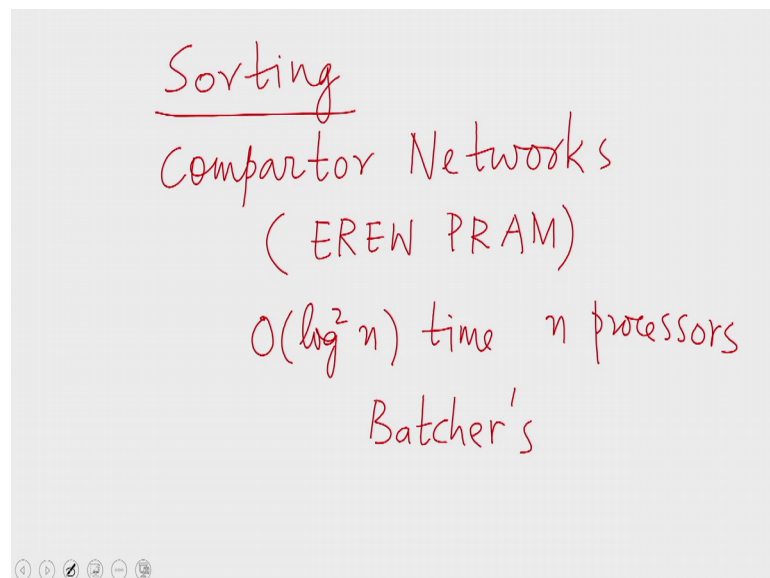 Sorting
Compartor Networks
(EREW PRAM)
O(log² n) time n processors
Batcher's